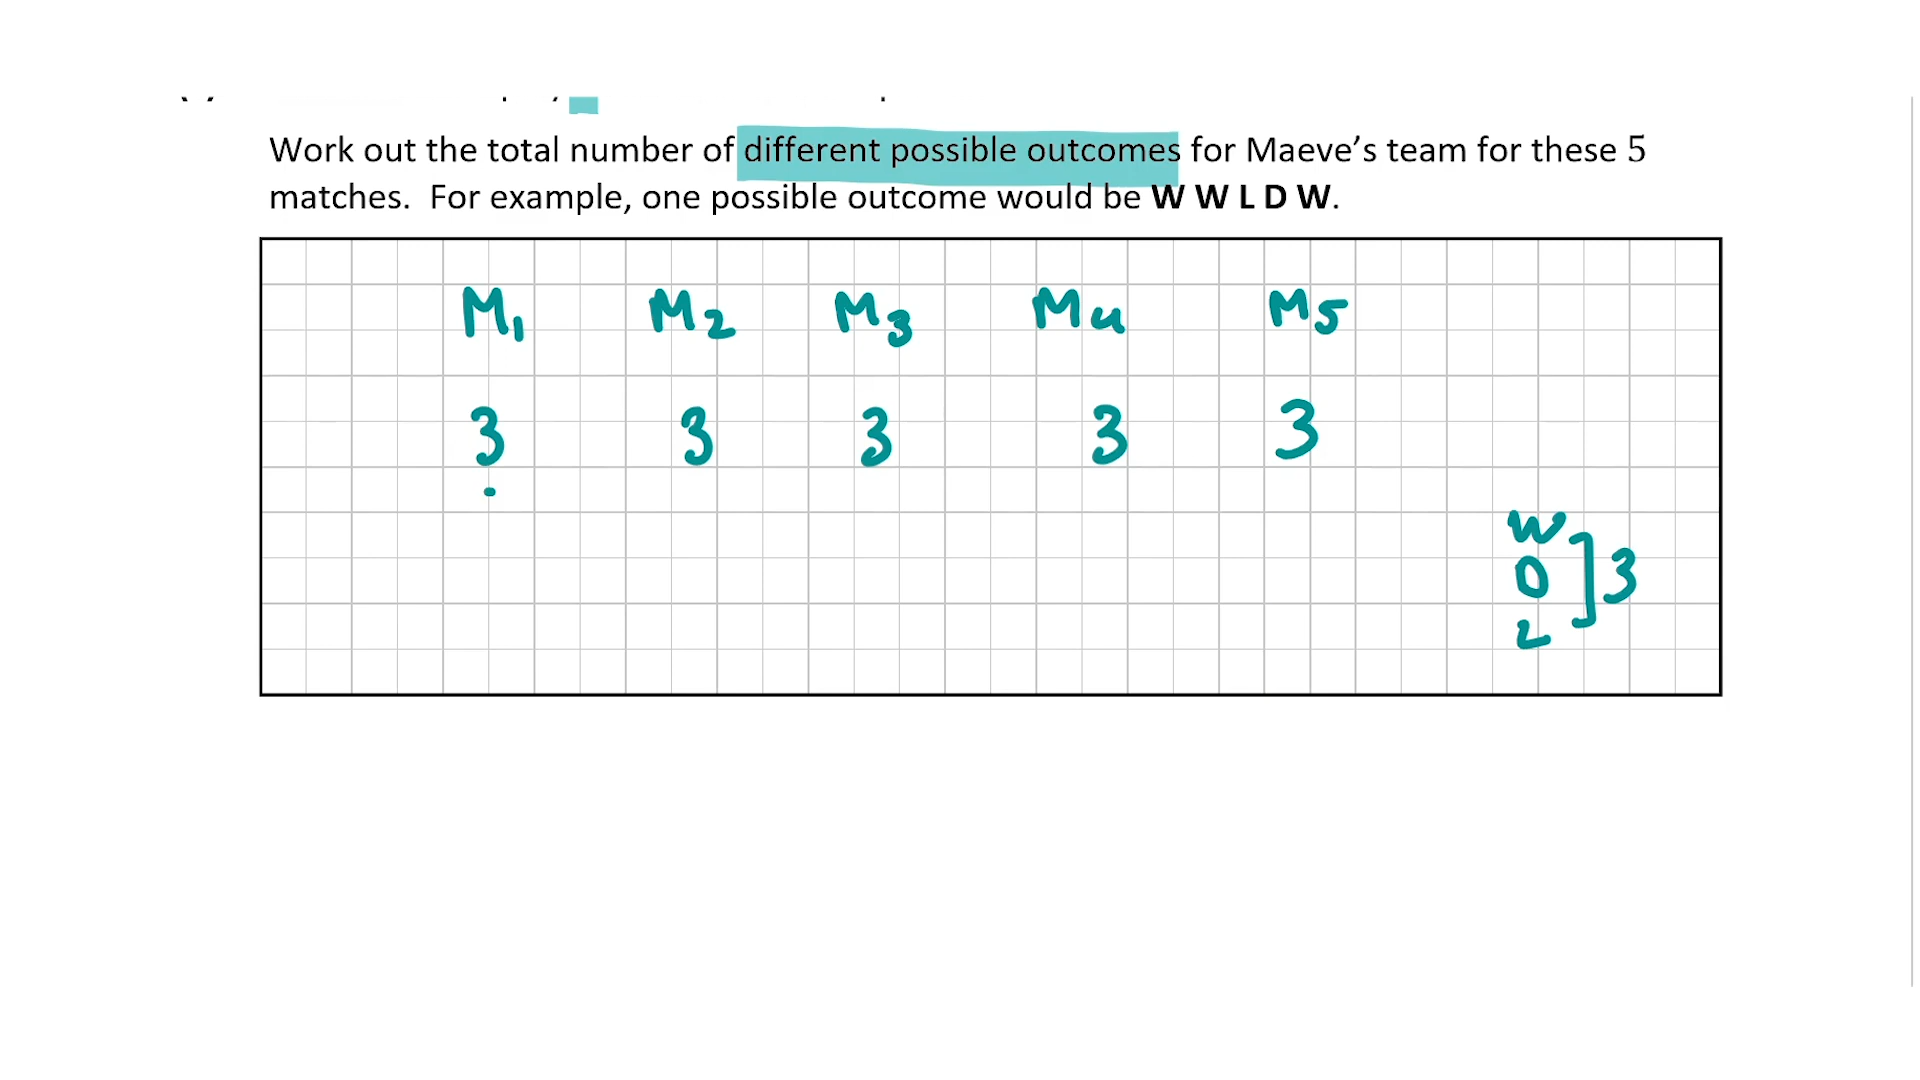 Work out the total number of different possible outcomes for Maeve’s team for these 5
matches. For example, one possible outcome would be W W L D W.
M1 M2 M3 M4 M5
3 3 3 3 3
W
D
L
] 3